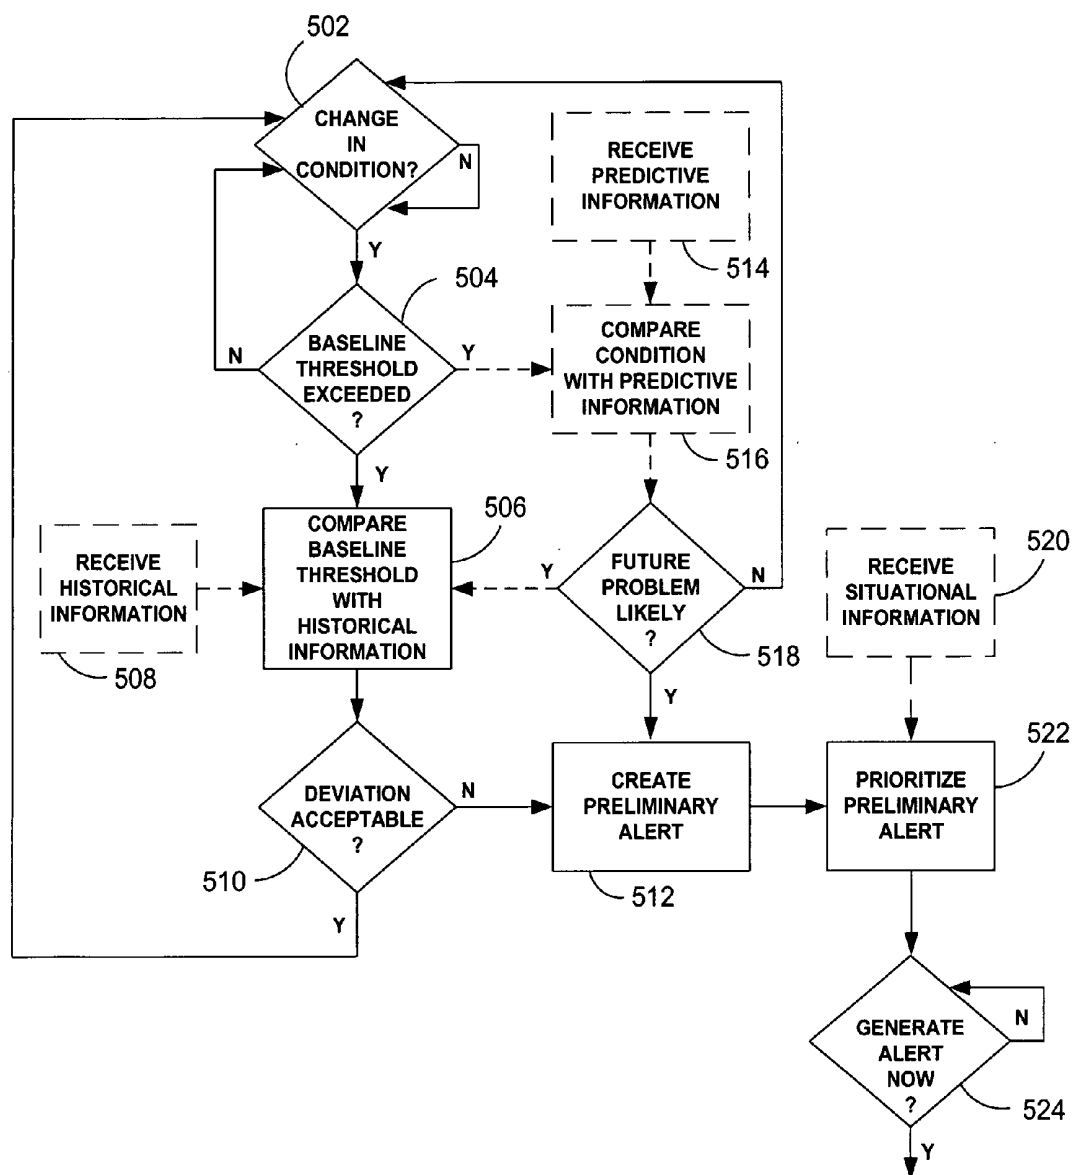 502
CHANGE
IN
CONDITION?
N
Y
RECEIVE
PREDICTIVE
INFORMATION
514
504
BASELINE
THRESHOLD
EXCEEDED
?
N
Y
Y
COMPARE
CONDITION
WITH PREDICTIVE
INFORMATION
516
506
COMPARE
BASELINE
THRESHOLD
WITH
HISTORICAL
INFORMATION
RECEIVE
HISTORICAL
INFORMATION
508
Y
FUTURE
PROBLEM
LIKELY
?
N
518
Y
520
RECEIVE
SITUATIONAL
INFORMATION
DEVIATION
ACCEPTABLE
?
N
510
Y
CREATE
PRELIMINARY
ALERT
512
522
PRIORITIZE
PRELIMINARY
ALERT
GENERATE
ALERT
NOW
?
N
524
Y